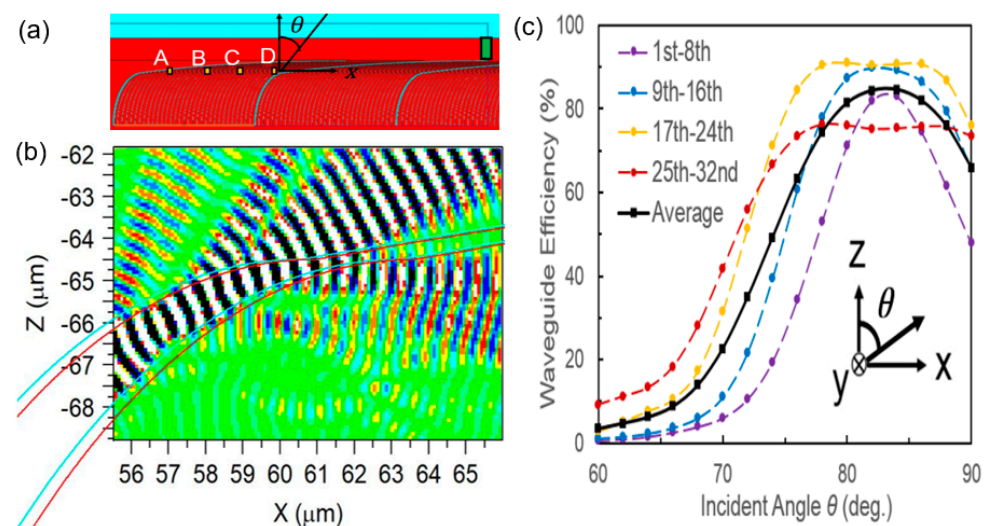 (a)
θ
A B C D
x
(b)
-62
-63
-64
-65
-66
-67
-68
Z (μm)
56 57 58 59 60 61 62 63 64 65
X (μm)
(c)
100
80
60
40
20
0
Waveguide Efficiency (%)
1st-8th
9th-16th
17th-24th
25th-32nd
Average
z
θ
y
x
60 70 80 90
Incident Angle θ (deg.)